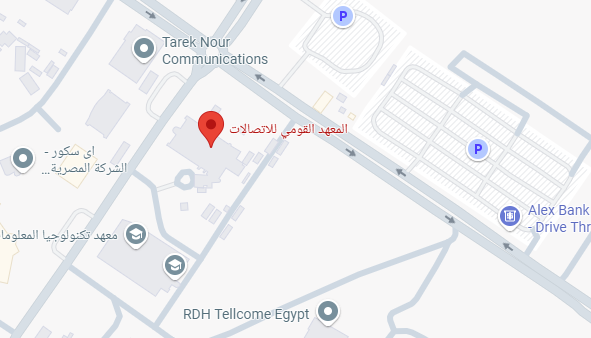 P
Tarek Nour
Communications
المعهد القومي للاتصالات
P
اى سكور -
الشركة المصرية...
Alex Bank
- Drive Thr
معهد تكنولوجيا المعلوما
RDH Tellcome Egypt